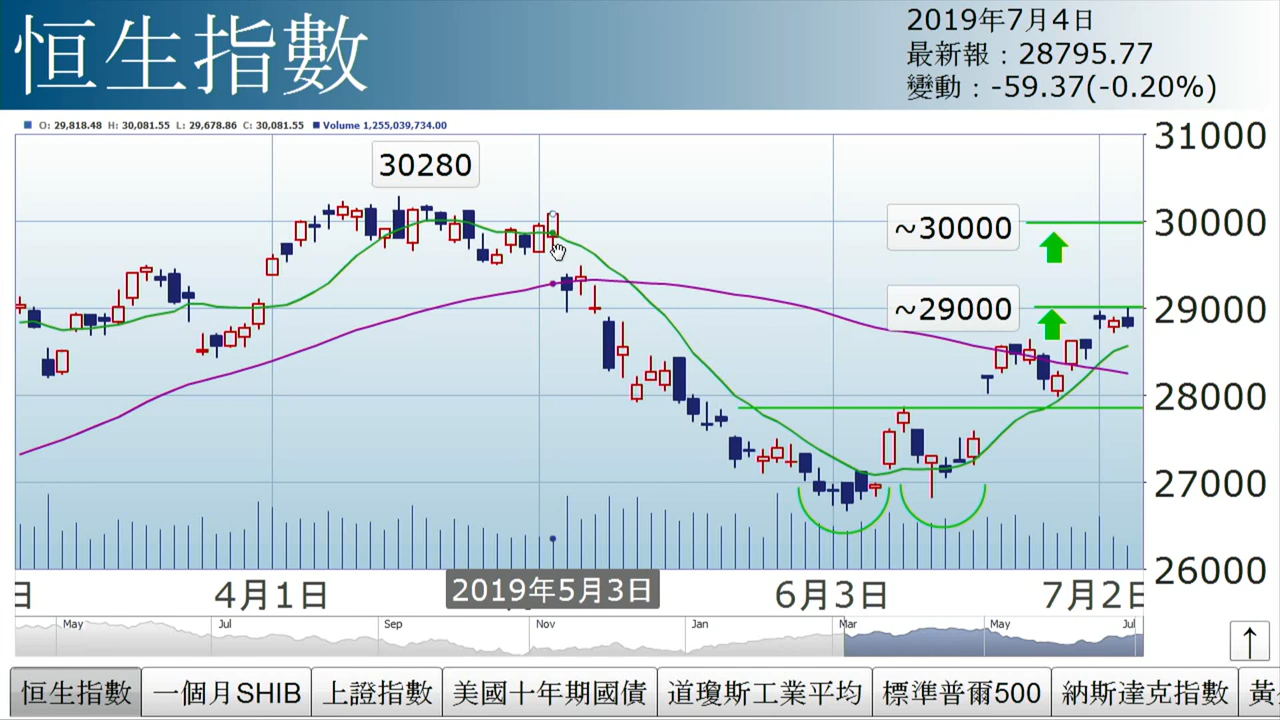 恒生指數
2019年7月4日
最新報：28795.77
變動：-59.37(-0.20%)
O: 29,818.48 H: 30,081.55 L: 29,678.86 C: 30,081.55 Volume 1,255,039,734.00
31000
30280
30000
~30000
29000
~29000
28000
27000
26000
日 4月1日 2019年5月3日 6月3日 7月2日
May Jul Sep Nov Jan Mar May Jul
↑
恒生指數 一個月SHIB 上證指數 美國十年期國債 道瓊斯工業平均 標準普爾500 納斯達克指數 黃